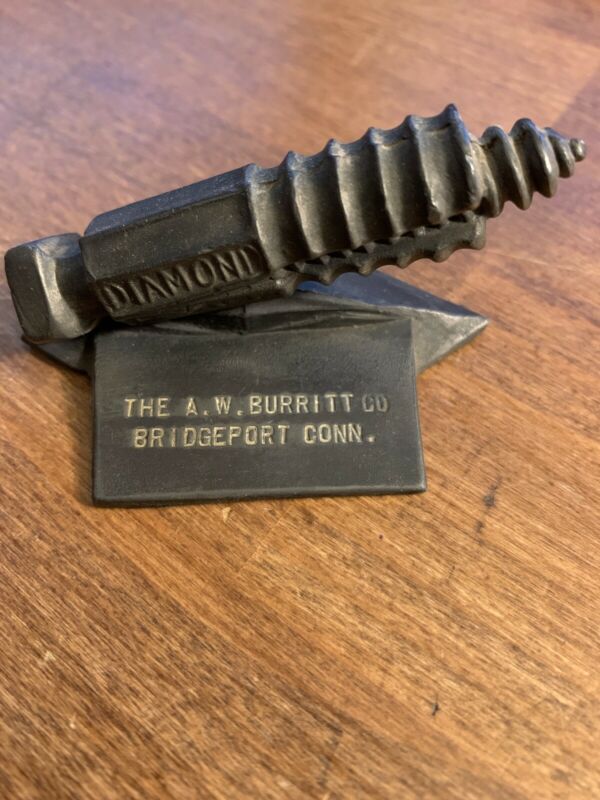 DIAMOND
THE A.W. BURRITT CO
BRIDGEPORT CONN.